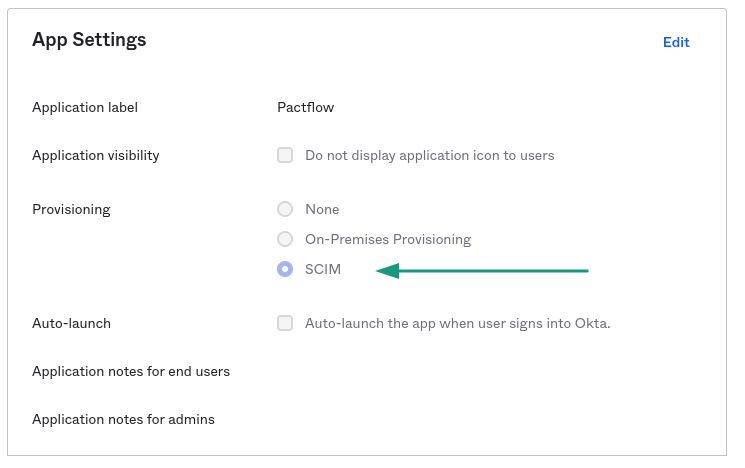 App Settings
Edit
Application label
Pactflow
Application visibility
Do not display application icon to users
Provisioning
None
On-Premises Provisioning
SCIM
Auto-launch
Auto-launch the app when user signs into Okta.
Application notes for end users
Application notes for admins